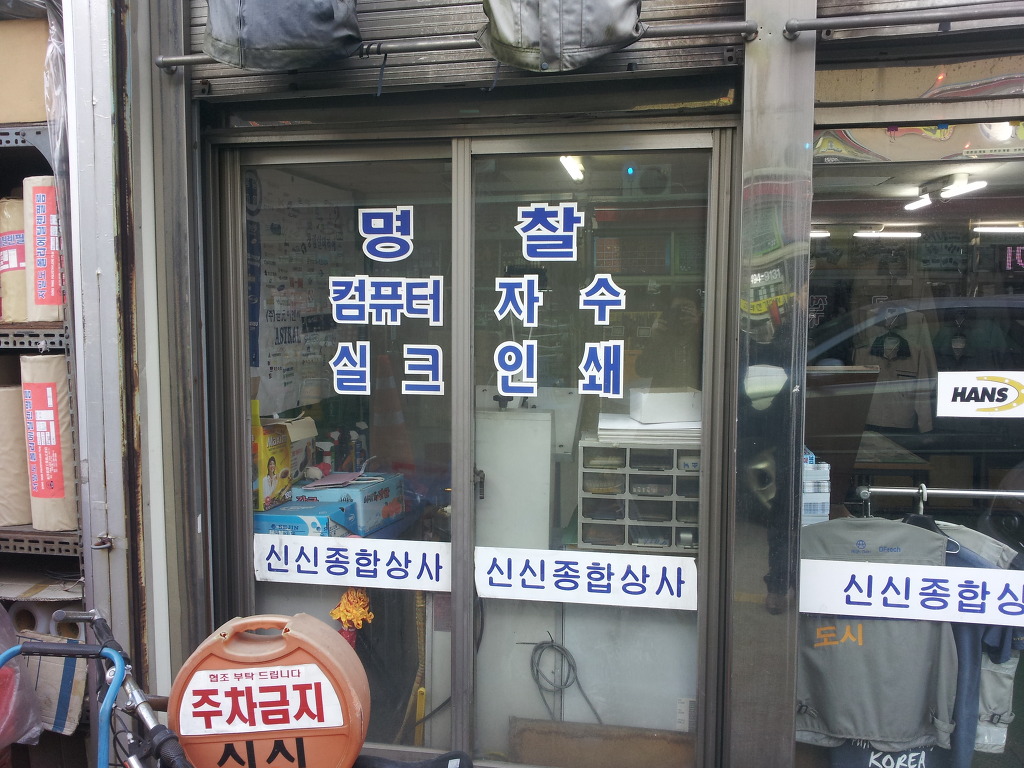 명 찰
컴퓨터 자 수
실 크 인 쇄
HANS
신신종합상사
신신종합상사
신신종합상
도시
KOREA
협조 부탁 드립니다
주차금지
신신